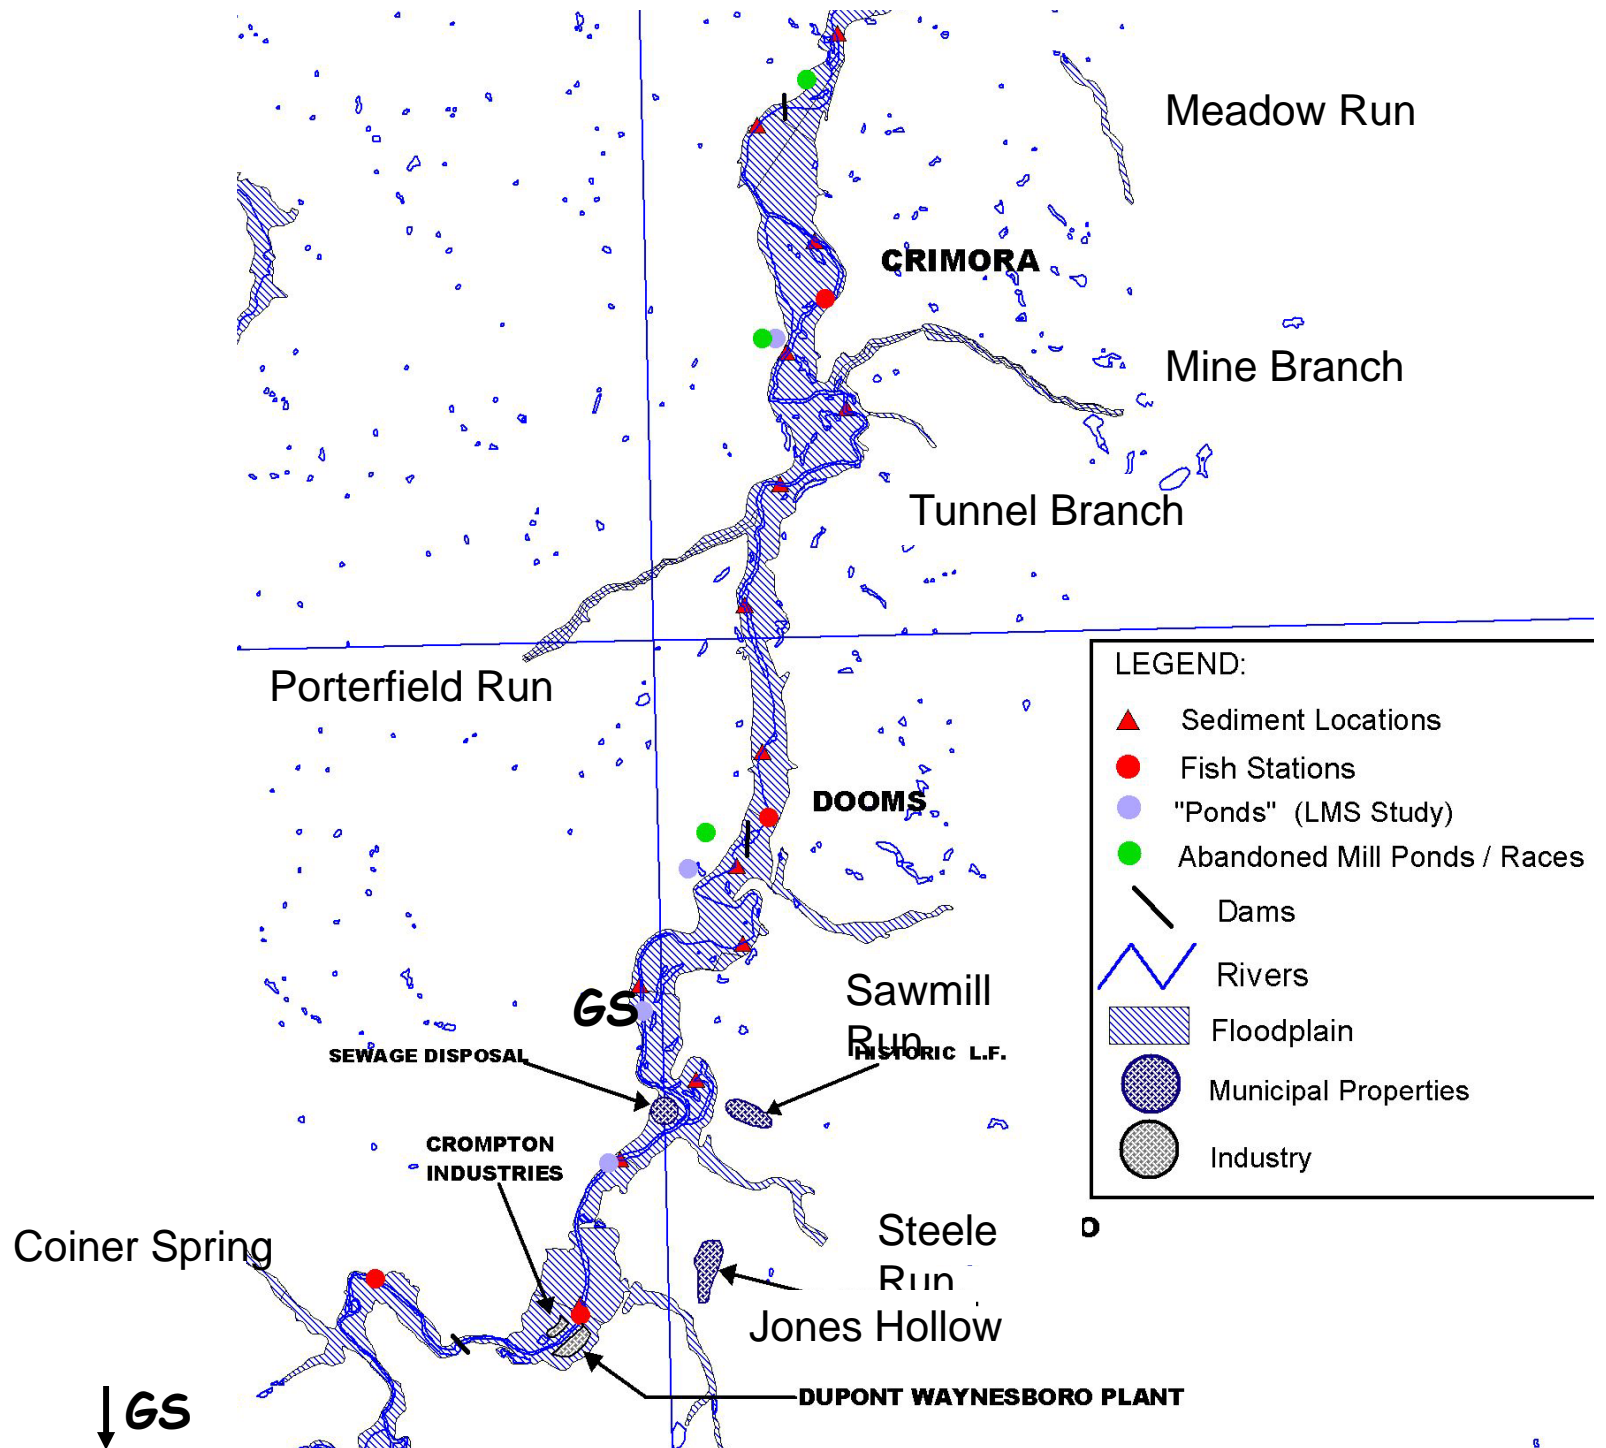 Meadow Run
CRIMORA
Mine Branch
Tunnel Branch
Porterfield Run
LEGEND:
Sediment Locations
Fish Stations
"Ponds" (LMS Study)
Abandoned Mill Ponds / Races
Dams
Rivers
Floodplain
Municipal Properties
Industry
DOOMS
Sawmill
Run
GS
SEWAGE DISPOSAL
HISTORIC L.F.
CROMPTON
INDUSTRIES
Coiner Spring
Steele
Run
D
Jones Hollow
DUPONT WAYNESBORO PLANT
GS